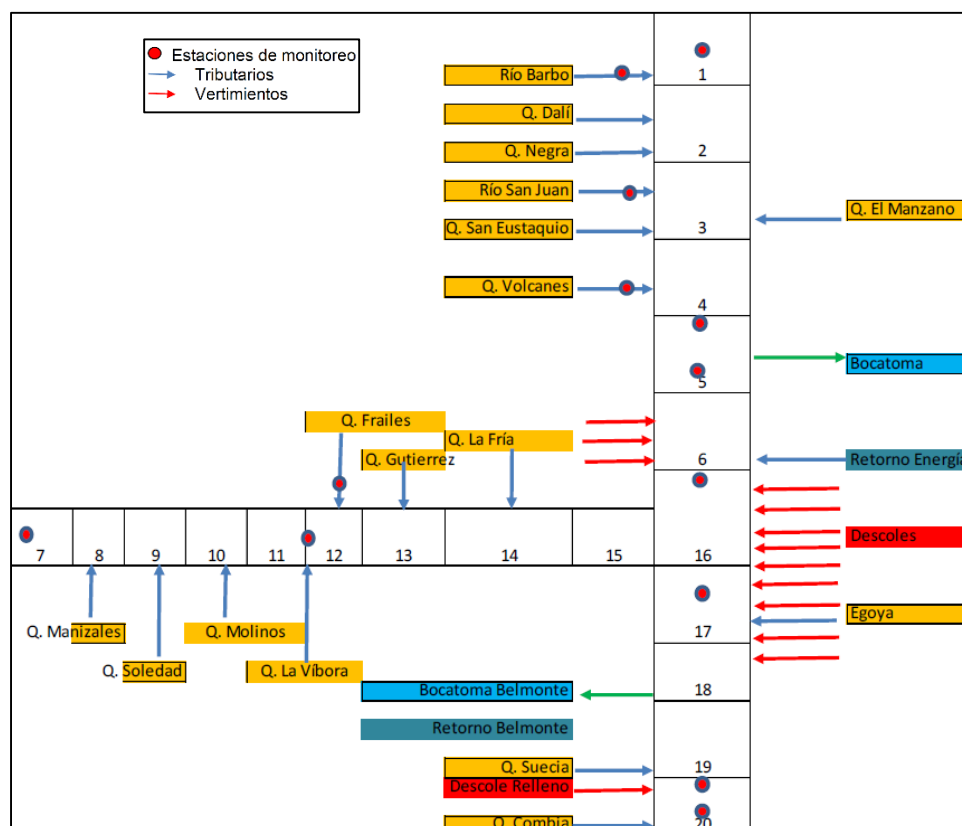 Estaciones de monitoreo
Tributarios
Vertimientos
Río Barbo
1
Q. Dalí
Q. Negra
2
Río San Juan
Q. El Manzano
Q. San Eustaquio
3
Q. Volcanes
4
Bocatoma
5
Q. Frailes
Q. La Fría
Q. Gutierrez
6
Retorno Energía
Descoles
7
8
9
10
11
12
13
14
15
16
Egoya
Q. Manizales
Q. Molinos
17
Q. Soledad
Q. La Víbora
Bocatoma Belmonte
18
Retorno Belmonte
Q. Suecia
19
Descole Relleno
Q. Combia
20